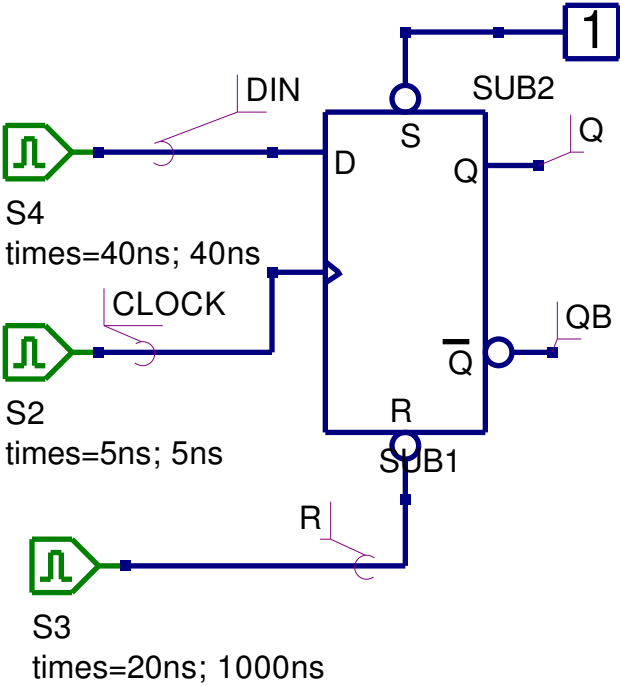 1
SUB2
DIN
S
D
Q
Q
S4
times=40ns; 40ns
CLOCK
QB
Q
S2
times=5ns; 5ns
R
SUB1
R
S3
times=20ns; 1000ns